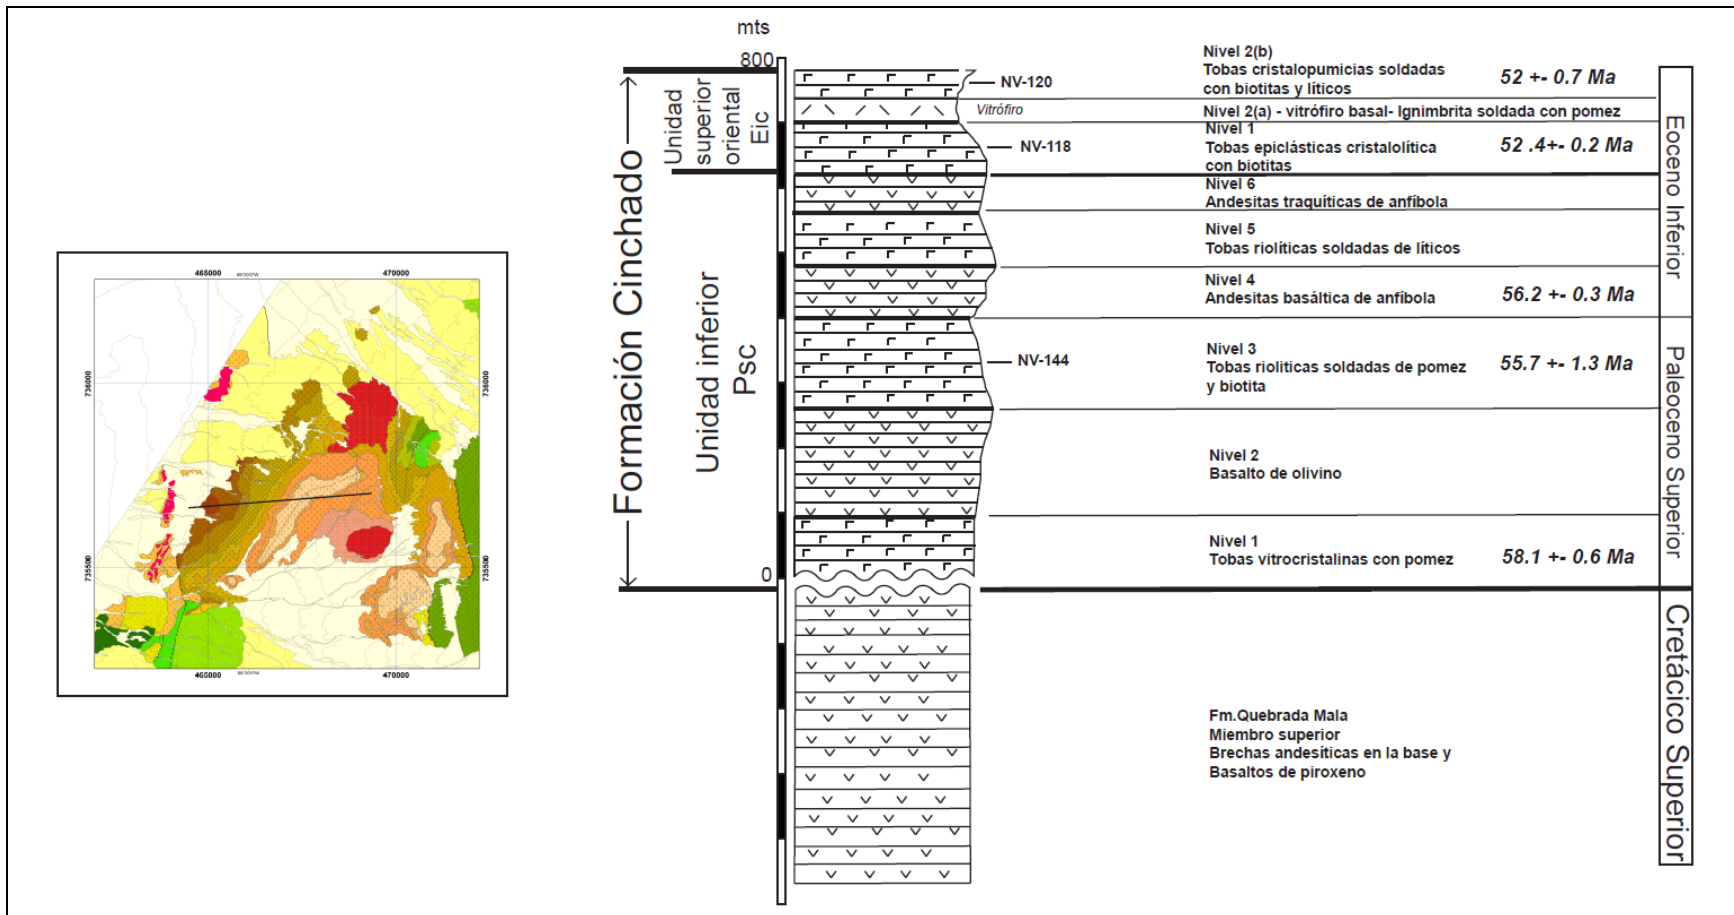 mts
800
0
Formación Cinchado
Unidad
superior
oriental
Eic
Unidad inferior
Psc
Vitrófiro
NV-120
NV-118
NV-144
Nivel 2(b)
Tobas cristalopumicias soldadas
con biotitas y líticos
52 +- 0.7 Ma
Nivel 2(a) - vitrófiro basal- Ignimbrita soldada con pomez
Nivel 1
Tobas epiclásticas cristalolítica
con biotitas
52 .4+- 0.2 Ma
Nivel 6
Andesitas traquíticas de anfíbola
Nivel 5
Tobas riolíticas soldadas de líticos
Nivel 4
Andesitas basáltica de anfíbola
56.2 +- 0.3 Ma
Nivel 3
Tobas rioliticas soldadas de pomez
y biotita
55.7 +- 1.3 Ma
Nivel 2
Basalto de olivino
Nivel 1
Tobas vitrocristalinas con pomez
58.1 +- 0.6 Ma
Fm.Quebrada Mala
Miembro superior
Brechas andesíticas en la base y
Basaltos de piroxeno
Eoceno Inferior
Paleoceno Superior
Cretácico Superior
465000
470000
736000
736000
735500
735500
465000
470000